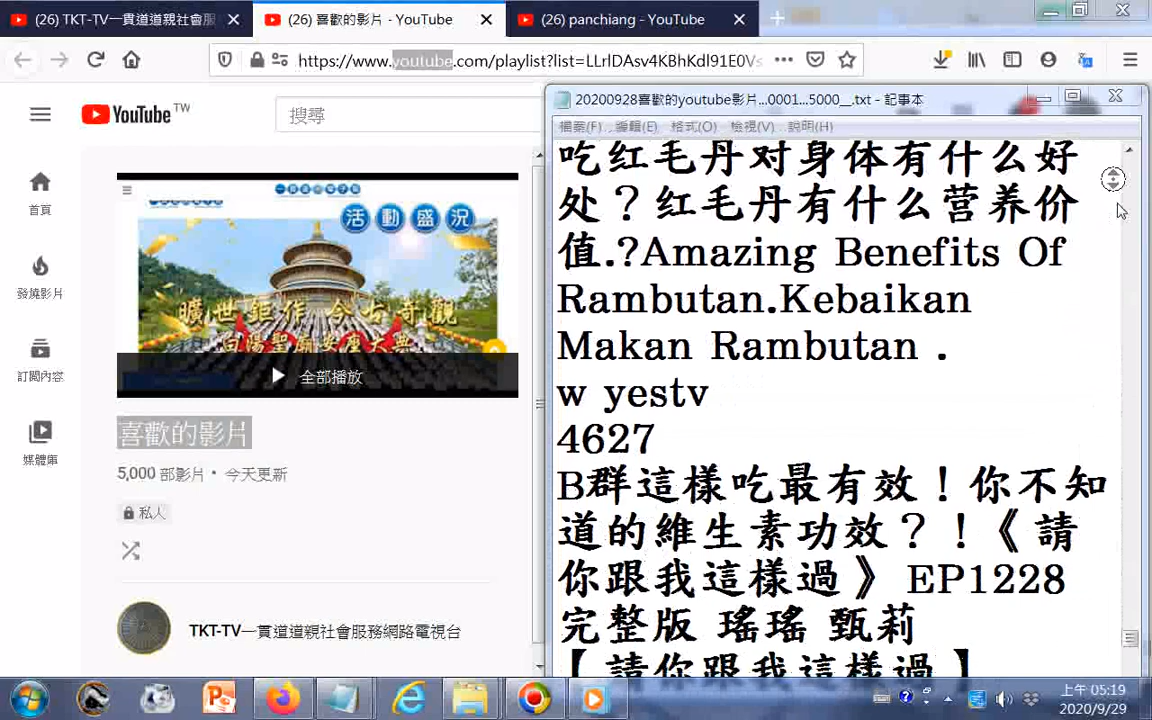 (26) TKT-TV一貫道道親社會服
(26) 喜歡的影片 - YouTube
(26) panchiang - YouTube
https://www.youtube.com/playlist?list=LLrlDAsv4KBhKdl91E0Vs
YouTube TW
搜尋
首頁
發燒影片
訂閱內容
媒體庫
活動盛況
曠世鉅作 今古奇觀
白陽聖廟安座大典
全部播放
喜歡的影片
5,000 部影片 • 今天更新
私人
TKT-TV一貫道道親社會服務網路電視台
20200928喜歡的youtube影片...0001...5000__.txt - 記事本
檔案(F) 編輯(E) 格式(O) 檢視(V) 說明(H)
吃红毛丹对身体有什么好
处？红毛丹有什么营养价
值.?Amazing Benefits Of
Rambutan.Kebaikan
Makan Rambutan .
w yestv
4627
B群這樣吃最有效！你不知
道的維生素功效？！《請
你跟我這樣過》 EP1228
完整版 瑤瑤 甄莉
【請你跟我這樣過】
上午 05:19
2020/9/29